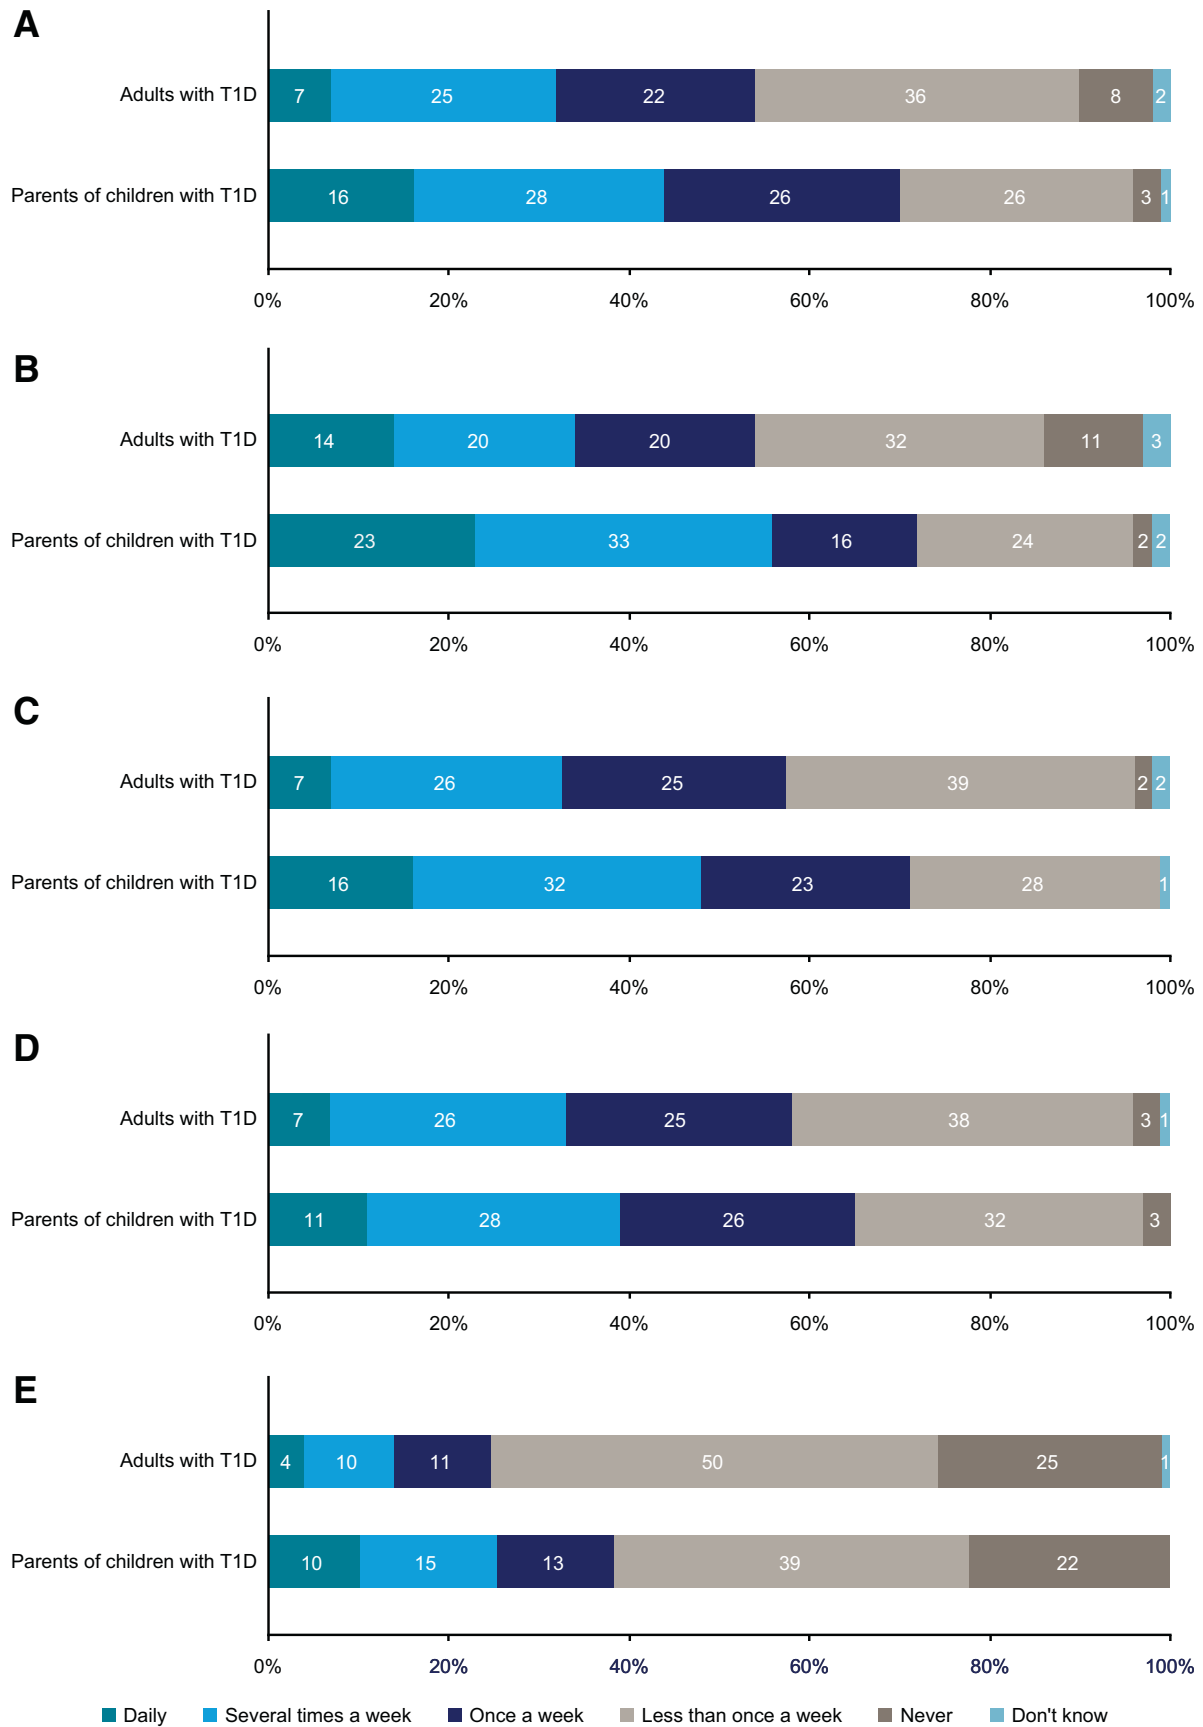 A
Adults with T1D 7 25 22 36 8 2
Parents of children with T1D 16 28 26 26 3 1
0% 20% 40% 60% 80% 100%
B
Adults with T1D 14 20 20 32 11 3
Parents of children with T1D 23 33 16 24 2 2
0% 20% 40% 60% 80% 100%
C
Adults with T1D 7 26 25 39 2 2
Parents of children with T1D 16 32 23 28 1
0% 20% 40% 60% 80% 100%
D
Adults with T1D 7 26 25 38 3 1
Parents of children with T1D 11 28 26 32 3
0% 20% 40% 60% 80% 100%
E
Adults with T1D 4 10 11 50 25 1
Parents of children with T1D 10 15 13 39 22
0% 20% 40% 60% 80% 100%
Daily Several times a week Once a week Less than once a week Never Don't know